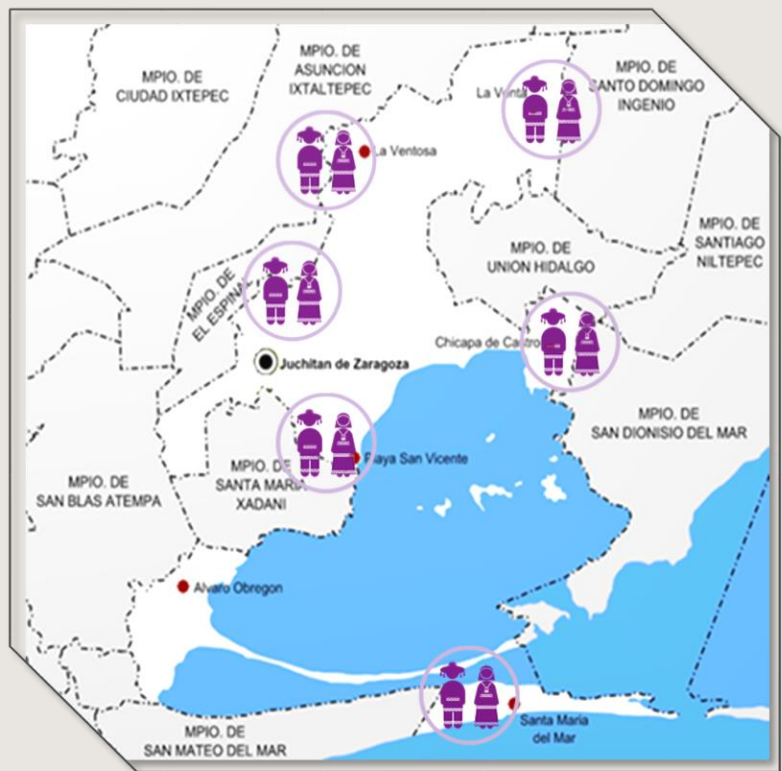 MPIO. DE
CIUDAD IXTEPEC
MPIO. DE
ASUNCION
IXTALTEPEC
La Venta
MPIO. DE
SANTO DOMINGO
INGENIO
La Ventosa
MPIO. DE
SANTIAGO
NILTEPEC
MPIO. DE
UNION HIDALGO
MPIO. DE
EL ESPINA
Chicapa de Castro
Juchitan de Zaragoza
MPIO. DE
SAN DIONISIO DEL MAR
MPIO. DE
SANTA MARIA
XADANI
Playa San Vicente
MPIO. DE
SAN BLAS ATEMPA
Alvaro Obregon
Santa Maria
del Mar
MPIO. DE
SAN MATEO DEL MAR